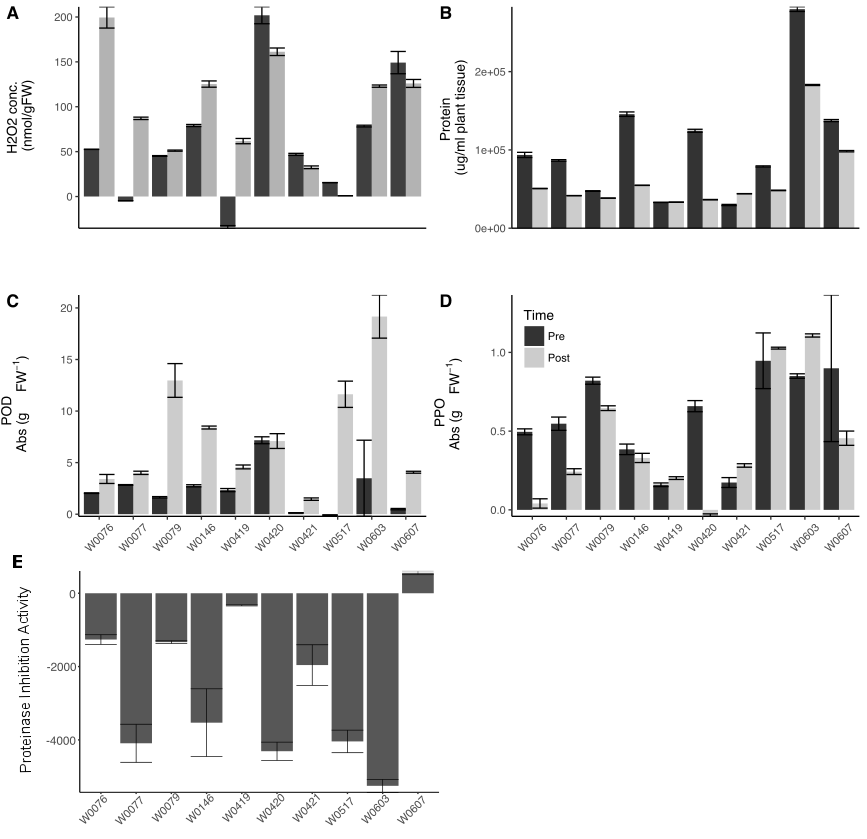 A
H2O2 conc.
(nmol/gFW)
200
150
100
50
0
B
Protein
(ug/ml plant tissue)
2e+05
1e+05
0e+00
C
POD
Abs (g FW⁻¹)
20
15
10
5
0
W0076 W0077 W0079 W0146 W0419 W0420 W0421 W0517 W0603 W0607
D
PPO
Abs (g FW⁻¹)
1.0
0.5
0.0
Time
Pre
Post
W0076 W0077 W0079 W0146 W0419 W0420 W0421 W0517 W0603 W0607
E
Proteinase Inhibition Activity
0
-2000
-4000
W0076 W0077 W0079 W0146 W0419 W0420 W0421 W0517 W0603 W0607